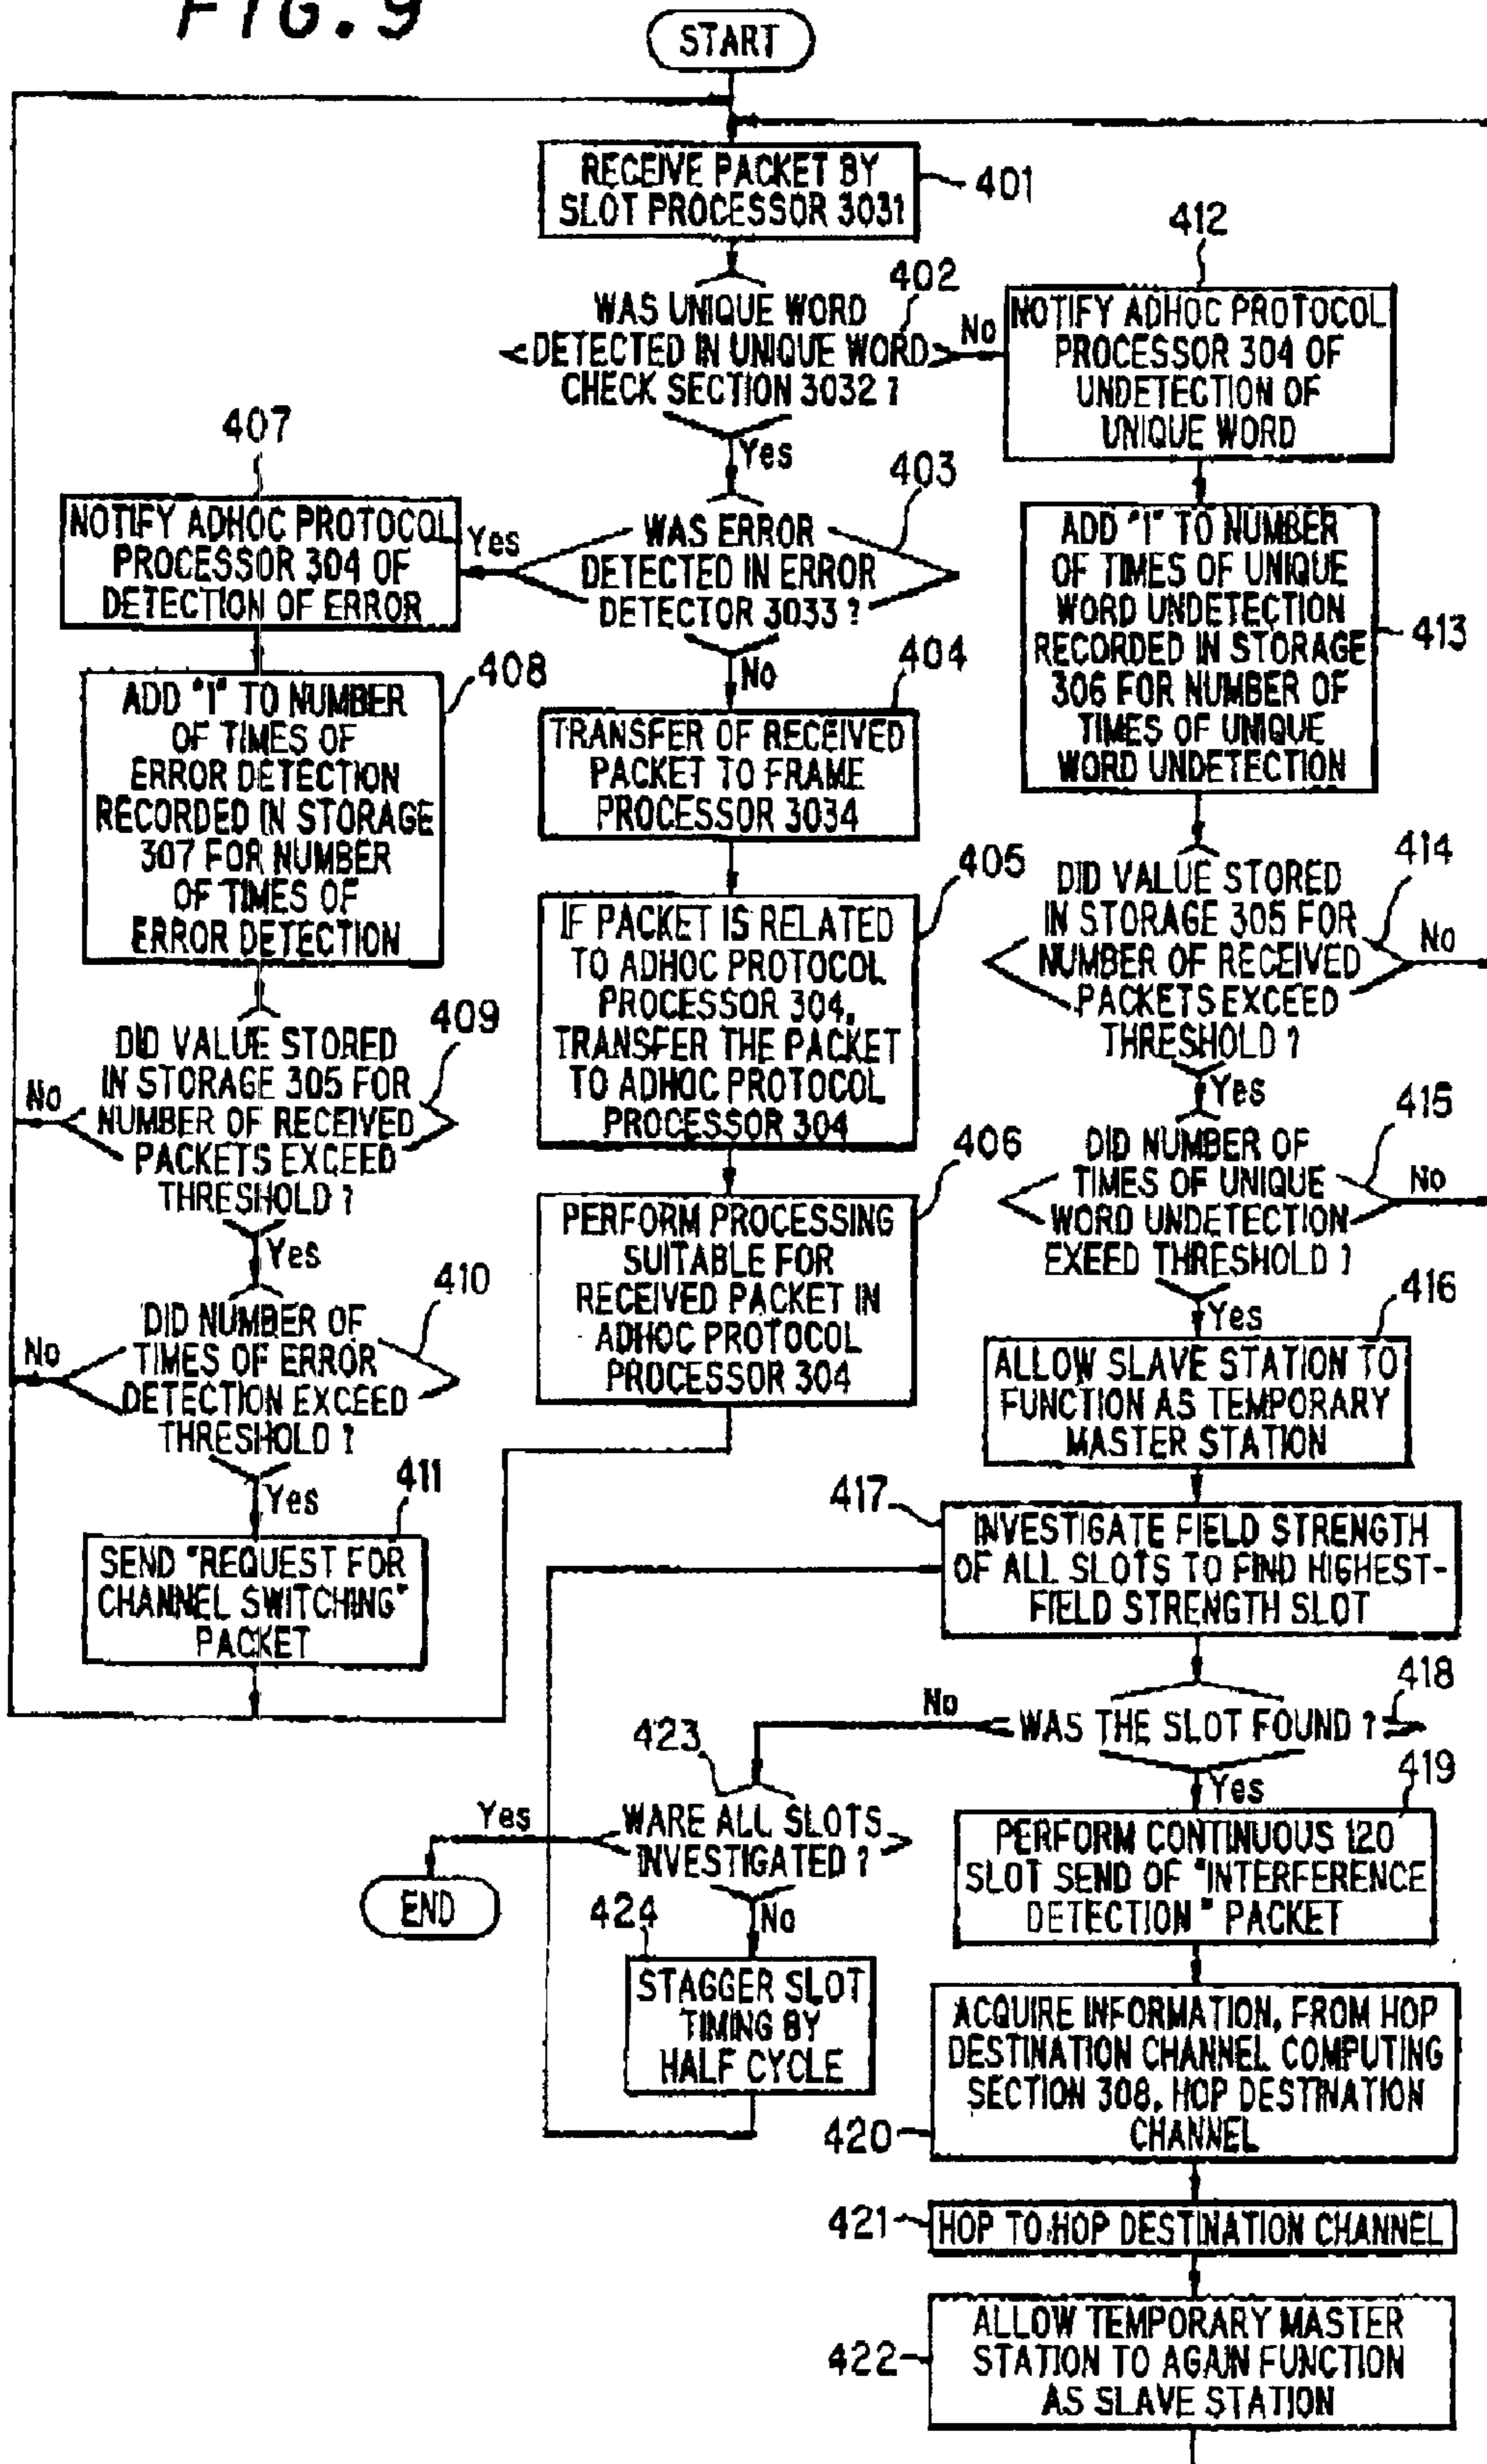 FIG. 9
START
RECEIVE PACKET BY
SLOT PROCESSOR 3031
401
WAS UNIQUE WORD
DETECTED IN UNIQUE WORD
CHECK SECTION 3032 ?
402
No
Yes
412
NOTIFY ADHOC PROTOCOL
PROCESSOR 304 OF
UNDETECTION OF
UNIQUE WORD
403
WAS ERROR
DETECTED IN ERROR
DETECTOR 3033 ?
Yes
No
407
NOTIFY ADHOC PROTOCOL
PROCESSOR 304 OF
DETECTION OF ERROR
408
ADD "1" TO NUMBER
OF TIMES OF
ERROR DETECTION
RECORDED IN STORAGE
307 FOR NUMBER
OF TIMES OF
ERROR DETECTION
409
DID VALUE STORED
IN STORAGE 305 FOR
NUMBER OF RECEIVED
PACKETS EXCEED
THRESHOLD ?
No
Yes
410
DID NUMBER OF
TIMES OF ERROR
DETECTION EXCEED
THRESHOLD ?
No
Yes
411
SEND "REQUEST FOR
CHANNEL SWITCHING"
PACKET
404
TRANSFER OF RECEIVED
PACKET TO FRAME
PROCESSOR 3034
405
IF PACKET IS RELATED
TO ADHOC PROTOCOL
PROCESSOR 304,
TRANSFER THE PACKET
TO ADHOC PROTOCOL
PROCESSOR 304
406
PERFORM PROCESSING
SUITABLE FOR
RECEIVED PACKET IN
ADHOC PROTOCOL
PROCESSOR 304
ADD "1" TO NUMBER
OF TIMES OF UNIQUE
WORD UNDETECTION
RECORDED IN STORAGE
306 FOR NUMBER OF
TIMES OF UNIQUE
WORD UNDETECTION
413
414
DID VALUE STORED
IN STORAGE 305 FOR
NUMBER OF RECEIVED
PACKETS EXCEED
THRESHOLD ?
No
Yes
415
DID NUMBER OF
TIMES OF UNIQUE
WORD UNDETECTION
EXEED THRESHOLD ?
No
Yes
416
ALLOW SLAVE STATION TO
FUNCTION AS TEMPORARY
MASTER STATION
417
INVESTIGATE FIELD STRENGTH
OF ALL SLOTS TO FIND HIGHEST-
FIELD STRENGTH SLOT
418
WAS THE SLOT FOUND ?
No
Yes
423
WARE ALL SLOTS
INVESTIGATED ?
Yes
No
END
424
STAGGER SLOT
TIMING BY
HALF CYCLE
419
PERFORM CONTINUOUS 120
SLOT SEND OF "INTERFERENCE
DETECTION" PACKET
ACQUIRE INFORMATION, FROM HOP
DESTINATION CHANNEL COMPUTING
SECTION 308, HOP DESTINATION
CHANNEL
420
421
HOP TO HOP DESTINATION CHANNEL
422
ALLOW TEMPORARY MASTER
STATION TO AGAIN FUNCTION
AS SLAVE STATION